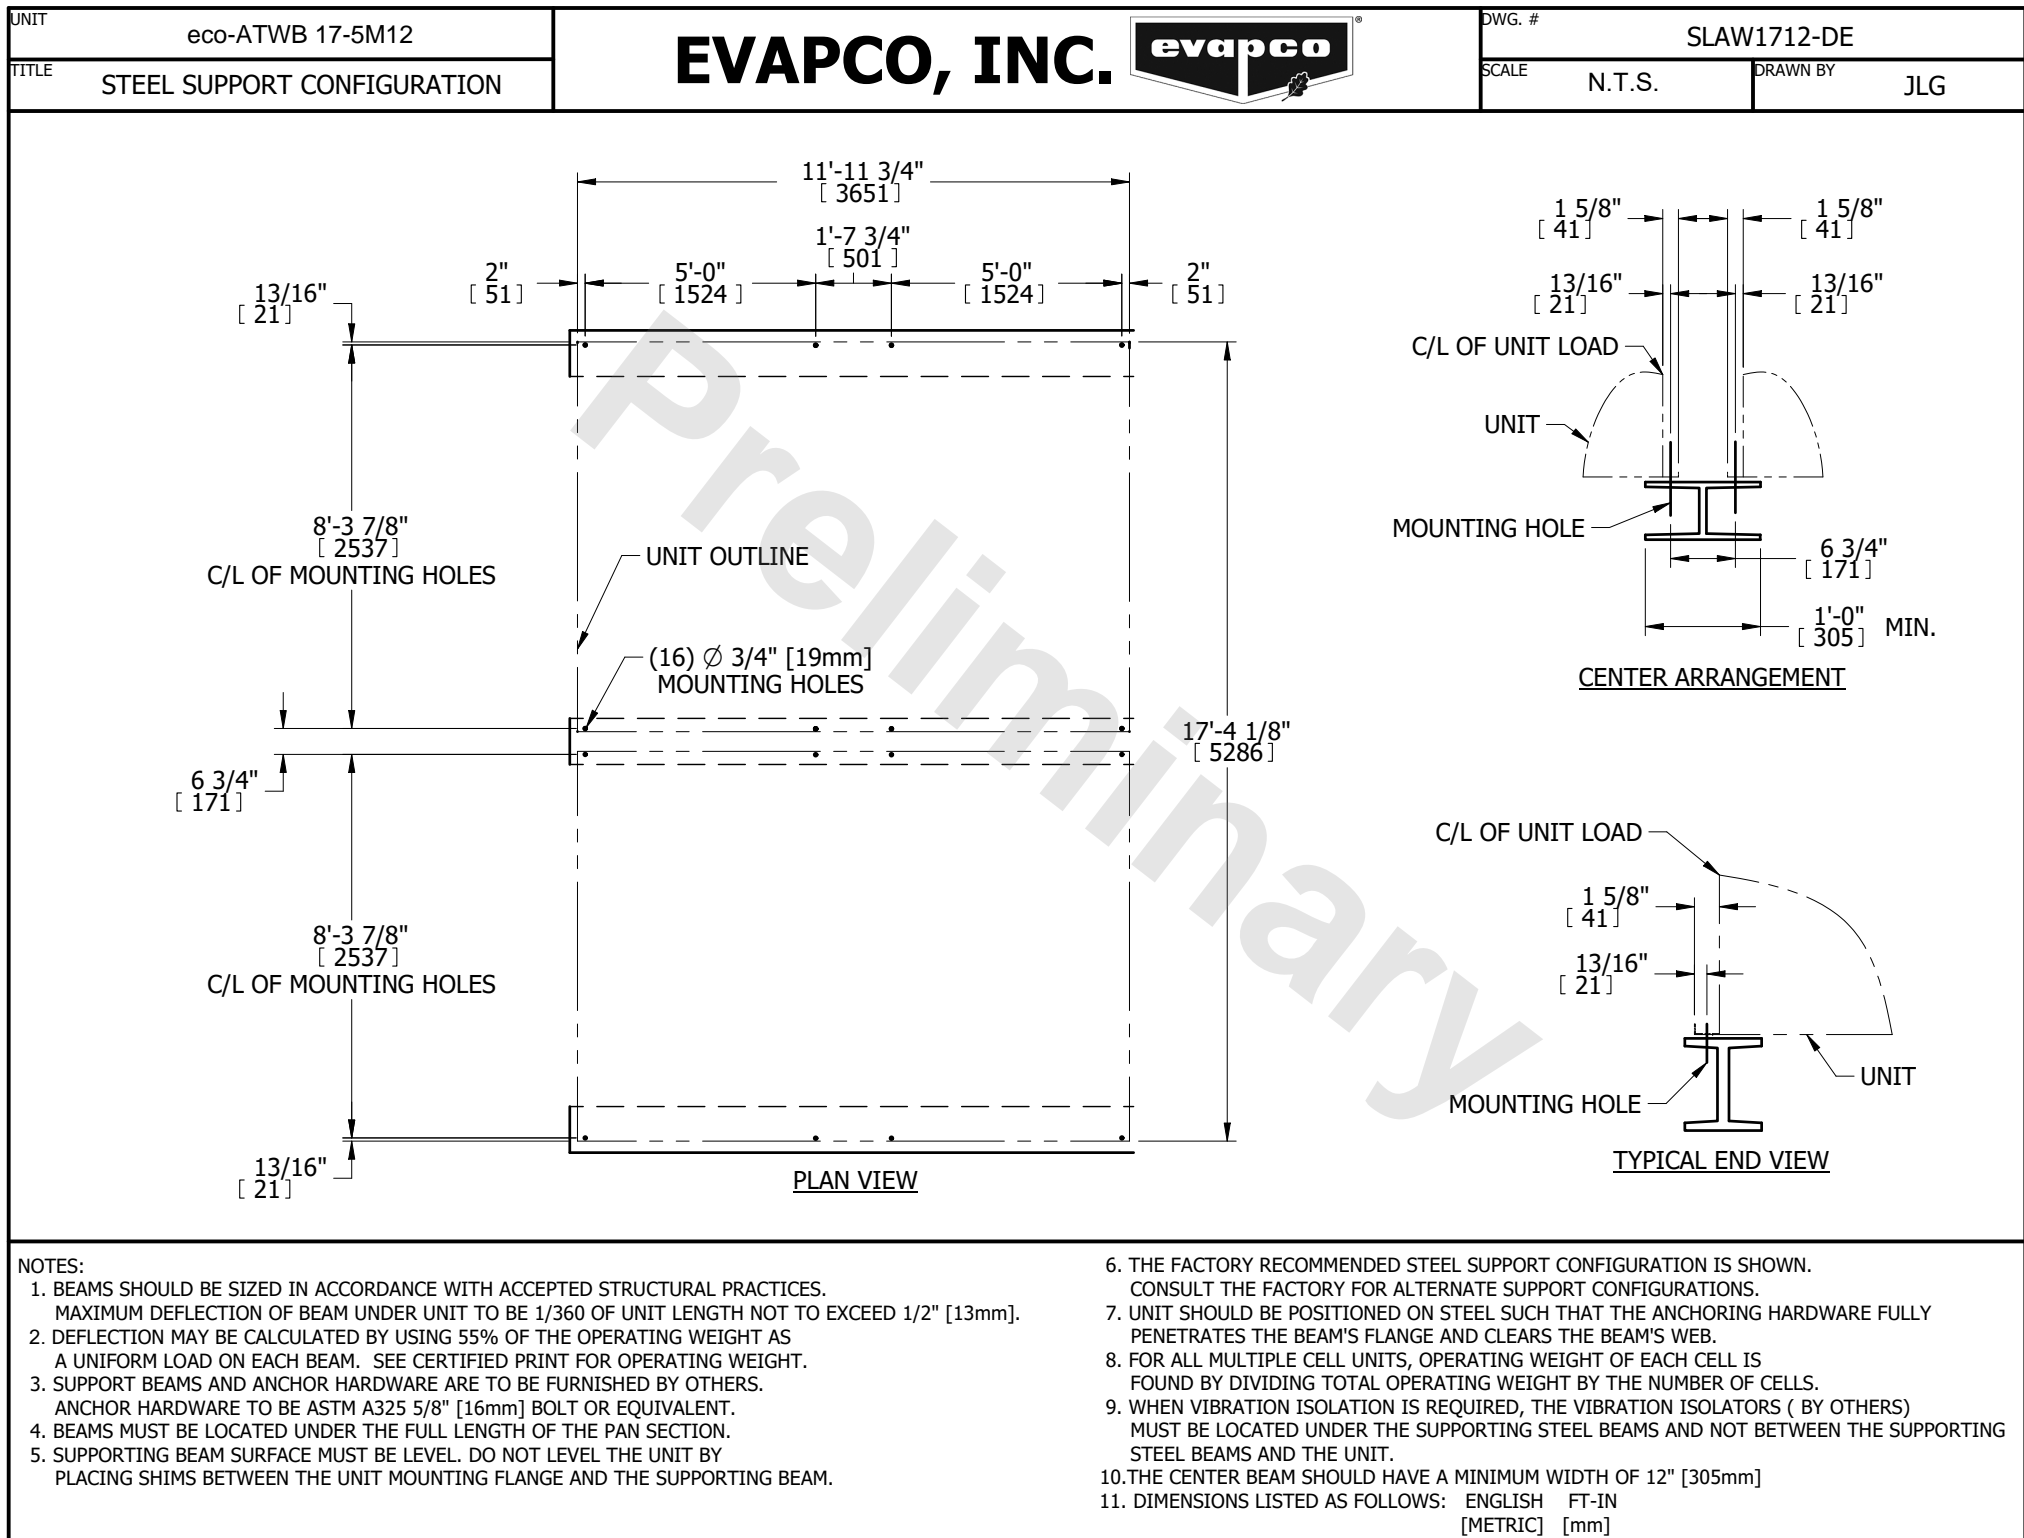 UNIT
eco-ATWB 17-5M12
TITLE
STEEL SUPPORT CONFIGURATION
EVAPCO, INC.
evapco
®
DWG. #
SLAW1712-DE
SCALE
N.T.S.
DRAWN BY
JLG
11'-11 3/4"
[ 3651]
1'-7 3/4"
[ 501 ]
2"
[ 51]
5'-0"
[ 1524 ]
5'-0"
[ 1524]
2"
[ 51]
13/16"
[ 21]
8'-3 7/8"
[ 2537]
C/L OF MOUNTING HOLES
UNIT OUTLINE
(16) ∅ 3/4" [19mm]
MOUNTING HOLES
17'-4 1/8"
[ 5286]
6 3/4"
[ 171]
8'-3 7/8"
[ 2537]
C/L OF MOUNTING HOLES
13/16"
[ 21]
PLAN VIEW
Preliminary
1 5/8"
[ 41]
1 5/8"
[ 41]
13/16"
[ 21]
13/16"
[ 21]
C/L OF UNIT LOAD
UNIT
MOUNTING HOLE
6 3/4"
[ 171]
1'-0"
[ 305] MIN.
CENTER ARRANGEMENT
C/L OF UNIT LOAD
1 5/8"
[ 41]
13/16"
[ 21]
UNIT
MOUNTING HOLE
TYPICAL END VIEW
NOTES:
1. BEAMS SHOULD BE SIZED IN ACCORDANCE WITH ACCEPTED STRUCTURAL PRACTICES.
MAXIMUM DEFLECTION OF BEAM UNDER UNIT TO BE 1/360 OF UNIT LENGTH NOT TO EXCEED 1/2" [13mm].
2. DEFLECTION MAY BE CALCULATED BY USING 55% OF THE OPERATING WEIGHT AS
A UNIFORM LOAD ON EACH BEAM. SEE CERTIFIED PRINT FOR OPERATING WEIGHT.
3. SUPPORT BEAMS AND ANCHOR HARDWARE ARE TO BE FURNISHED BY OTHERS.
ANCHOR HARDWARE TO BE ASTM A325 5/8" [16mm] BOLT OR EQUIVALENT.
4. BEAMS MUST BE LOCATED UNDER THE FULL LENGTH OF THE PAN SECTION.
5. SUPPORTING BEAM SURFACE MUST BE LEVEL. DO NOT LEVEL THE UNIT BY
PLACING SHIMS BETWEEN THE UNIT MOUNTING FLANGE AND THE SUPPORTING BEAM.
6. THE FACTORY RECOMMENDED STEEL SUPPORT CONFIGURATION IS SHOWN.
CONSULT THE FACTORY FOR ALTERNATE SUPPORT CONFIGURATIONS.
7. UNIT SHOULD BE POSITIONED ON STEEL SUCH THAT THE ANCHORING HARDWARE FULLY
PENETRATES THE BEAM'S FLANGE AND CLEARS THE BEAM'S WEB.
8. FOR ALL MULTIPLE CELL UNITS, OPERATING WEIGHT OF EACH CELL IS
FOUND BY DIVIDING TOTAL OPERATING WEIGHT BY THE NUMBER OF CELLS.
9. WHEN VIBRATION ISOLATION IS REQUIRED, THE VIBRATION ISOLATORS ( BY OTHERS)
MUST BE LOCATED UNDER THE SUPPORTING STEEL BEAMS AND NOT BETWEEN THE SUPPORTING
STEEL BEAMS AND THE UNIT.
10.THE CENTER BEAM SHOULD HAVE A MINIMUM WIDTH OF 12" [305mm]
11. DIMENSIONS LISTED AS FOLLOWS: ENGLISH FT-IN
[METRIC] [mm]